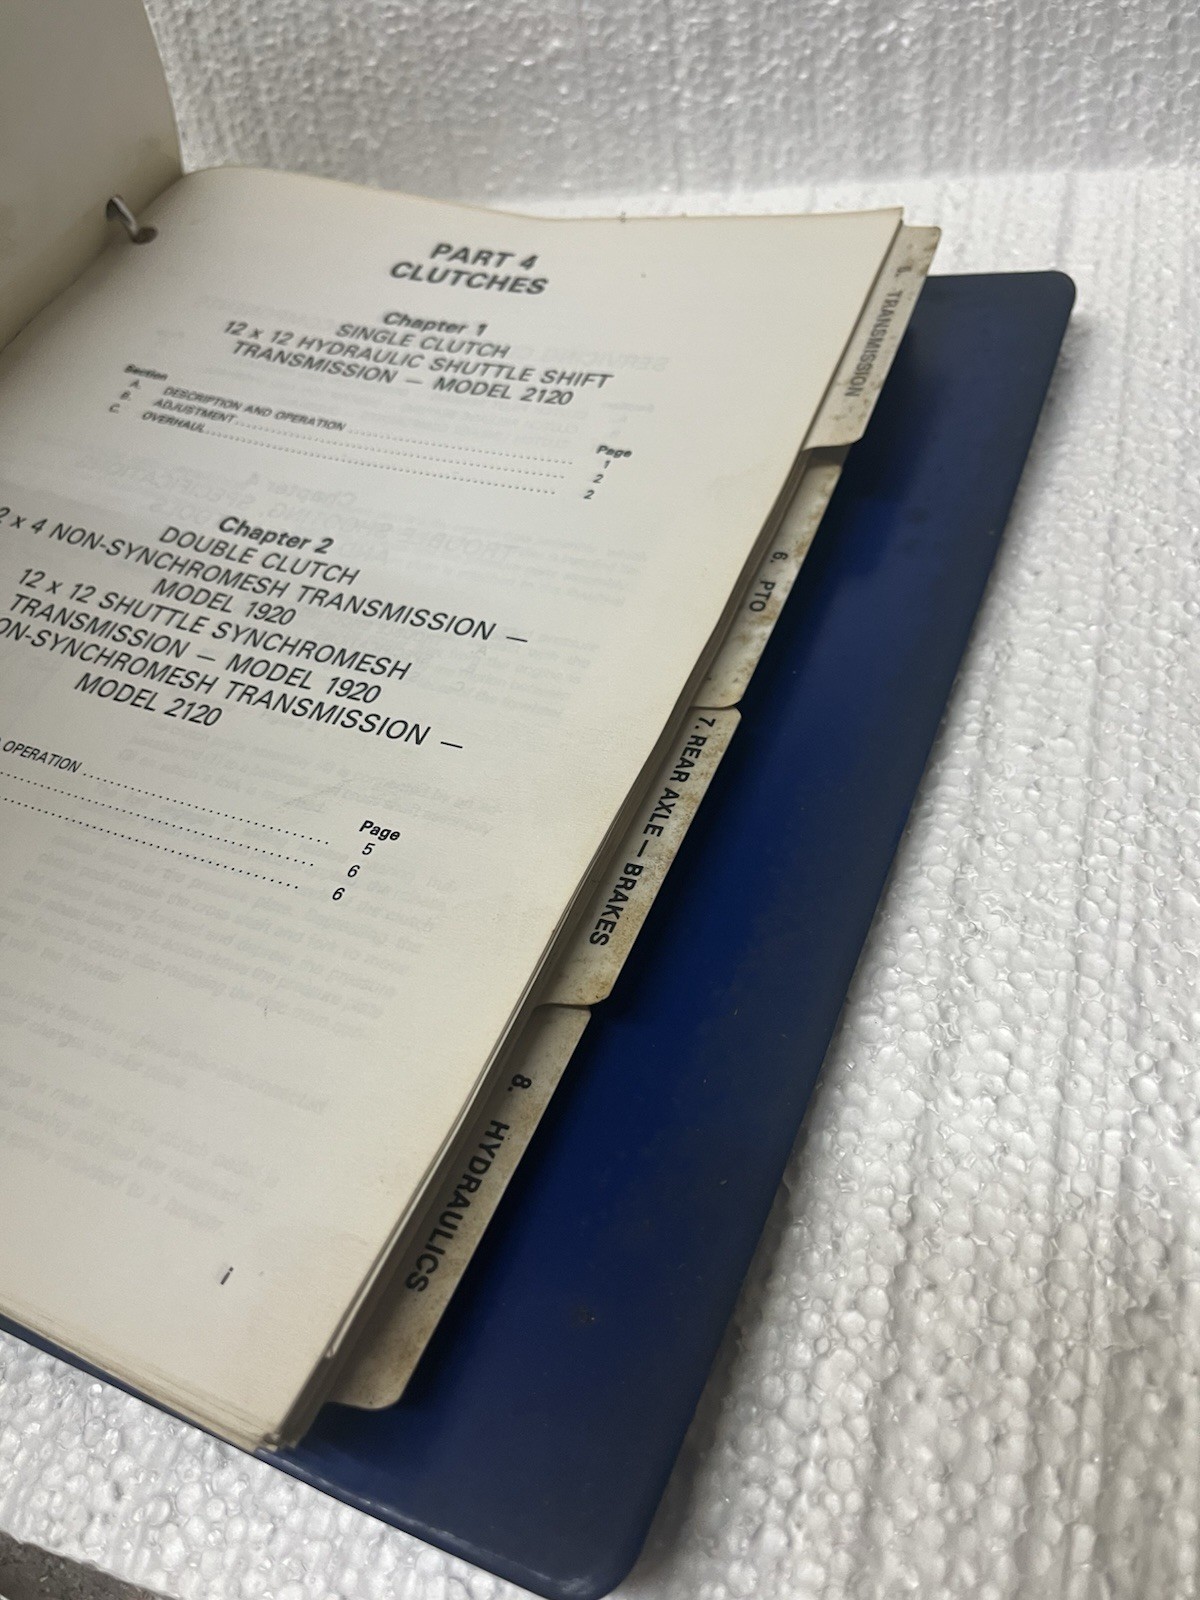 PART 4
CLUTCHES
Chapter 1
SINGLE CLUTCH
12 x 12 HYDRAULIC SHUTTLE SHIFT
TRANSMISSION — MODEL 2120
Section
Page
A. DESCRIPTION AND OPERATION 1
B. ADJUSTMENT 2
C. OVERHAUL 2
Chapter 2
DOUBLE CLUTCH
x 4 NON-SYNCHROMESH TRANSMISSION —
MODEL 1920
12 x 12 SHUTTLE SYNCHROMESH
TRANSMISSION — MODEL 1920
TRANSMISSION —
MODEL 2120
Page
OPERATION 5
6
6
i
TRANSMISSION
6. PTO
7. REAR AXLE — BRAKES
8. HYDRAULICS